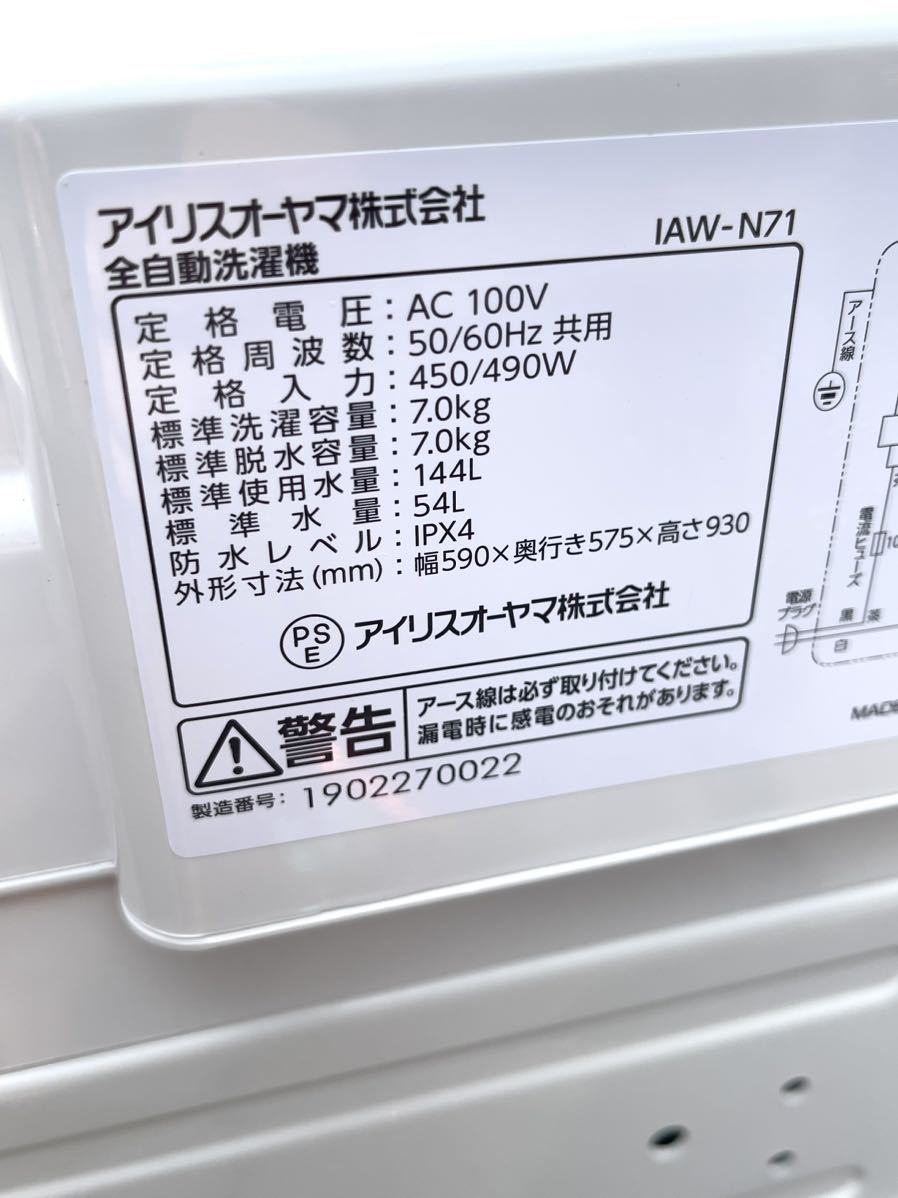 アイリスオーヤマ株式会社
IAW-N71
全自動洗濯機
定格電圧:AC 100V
定格周波数:50/60Hz 共用
定格入力:450/490W
標準洗濯容量:7.0kg
標準脱水容量:7.0kg
標準使用水量:144L
標準水量:54L
防水レベル:IPX4
外形寸法(mm):幅590×奥行き575×高さ930
PS
E
アイリスオーヤマ株式会社
警告
アース線は必ず取り付けてください。
漏電時に感電のおそれがあります。
製造番号:1902270022
アース線
電流ヒューズ
10
電源
プラグ
黒
茶
白
MADE